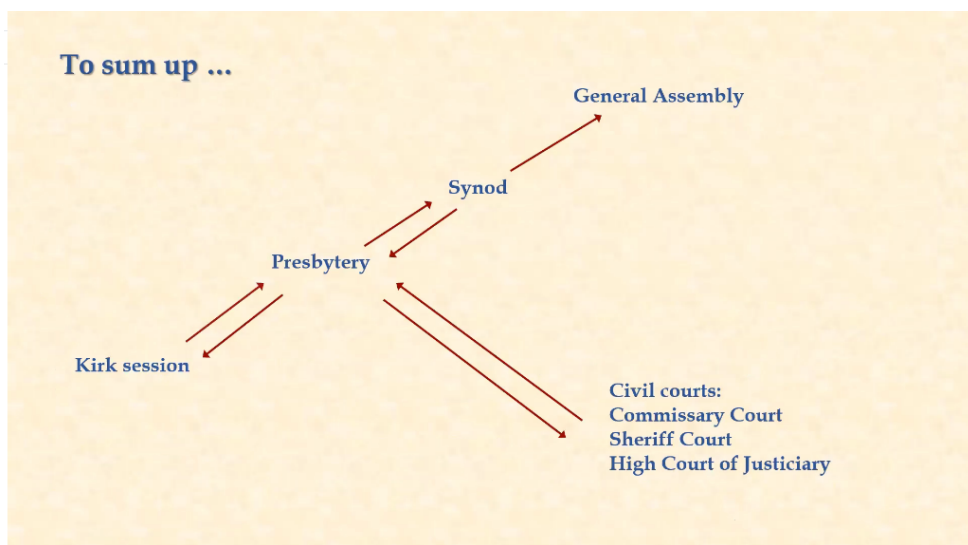 To sum up ...
General Assembly
Synod
Presbytery
Kirk session
Civil courts:
Commissary Court
Sheriff Court
High Court of Justiciary